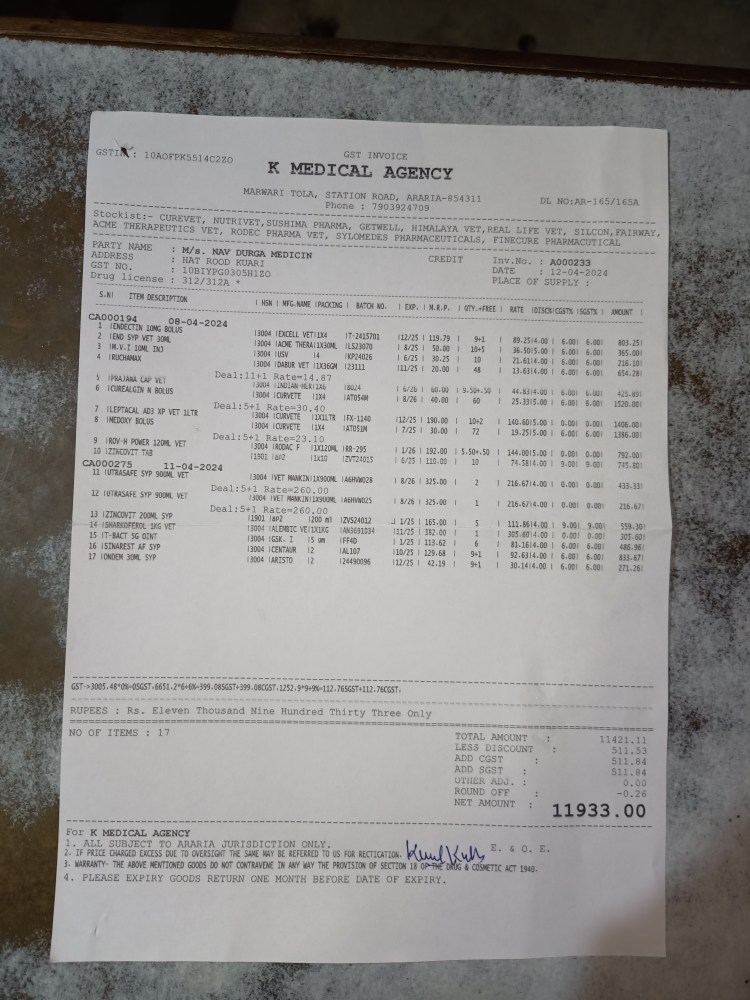 GST INVOICE
GSTIN : 10AOFPK5514C2ZO
K MEDICAL AGENCY
MARWARI TOLA, STATION ROAD, ARARIA-854311
Phone : 7903924709
DL NO:AR-165/165A
Stockist:- CUREVET, NUTRIVET,SUSHIMA PHARMA, GETWELL, HIMALAYA VET,REAL LIFE VET, SILCON,FAIRWAY,
ACME THERAPEUTICS VET, RODEC PHARMA VET, SYLOMEDES PHARMACEUTICALS, FINECURE PHARMACUTICAL
PARTY NAME : M/s. NAV DURGA MEDICIN CREDIT Inv.No. : A000233
ADDRESS : HAT ROOD KUARI DATE : 12-04-2024
GST NO. : 10BIYPG0305H1ZO PLACE OF SUPPLY :
Drug license : 312/312A *
S.N| ITEM DESCRIPTION | HSN | MFG.NAME |PACKING | BATCH NO. | EXP. | M.R.P. | QTY.+FREE | RATE |DISC%|CGST% |SGST%| AMOUNT |
CA000194 08-04-2024
1 |ENDECTIN 10MG BOLUS |3004 |EXCELL VET|1X4 |T-2415701 |12/25 | 119.79 | 9+1 | 89.25|4.00 | 6.00| 6.00| 803.25|
2 |END SYP VET 30ML |3004 |ACME THERA|1X30ML |LS23070 | 8/25 | 50.00 | 10+5 | 36.50|5.00 | 6.00| 6.00| 365.00|
3 |M.V.I 10ML INJ |3004 |USV |4 |KP24026 | 6/25 | 30.25 | 10 | 21.61|4.00 | 6.00| 6.00| 216.10|
4 |RUCHAMAX |3004 |DABUR VET |1X36GM |23111 |11/25 | 20.00 | 48 | 13.63|4.00 | 6.00| 6.00| 654.28|
Deal:11+1 Rate=14.87
5 |PRAJANA CAP VET |3004 |INDIAN-HER|1X6 |8024 | 6/26 | 60.00 | 9.50+.50 | 44.83|4.00 | 6.00| 6.00| 425.89|
6 |CUREALGIN N BOLUS |3004 |CURVETE |1X4 |AT054M | 8/26 | 40.00 | 60 | 25.33|5.00 | 6.00| 6.00| 1520.00|
Deal:5+1 Rate=30.40
7 |LEPTACAL AD3 XP VET 1LTR |3004 |CURVETE |1X1LTR |FX-1140 |12/22 | 190.00 | 10+2 | 140.60|5.00 | 0.00| 0.00| 1406.00|
8 |MEDOXY BOLUS |3004 |CURVETE |1X4 |AT051N | 7/25 | 30.00 | 72 | 19.25|5.00 | 6.00| 6.00| 1386.00|
Deal:5+1 Rate=23.10
9 |ROV-H POWER 120ML VET |3004 |RODAC F |1X120ML |RR-295 | 1/26 | 192.00 | 5.50+.50 | 144.00|5.00 | 0.00| 0.00| 792.00|
10 |ZINCOVIT TAB |1901 |ap2 |1x10 |ZVT24015 | 6/25 | 110.00 | 10 | 74.58|4.00 | 9.00| 9.00| 745.80|
CA000275 11-04-2024
11 |UTRASAFE SYP 900ML VET |3004 |VET MANKIN|1X900ML |A6HVW028 | 8/26 | 325.00 | 2 | 216.67|4.00 | 0.00| 0.00| 433.33|
Deal:5+1 Rate=260.00
12 |UTRASAFE SYP 900ML VET |3004 |VET MANKIN|1X900ML |A6HVW025 | 8/26 | 325.00 | 1 | 216.67|4.00 | 0.00| 0.00| 216.67|
Deal:5+1 Rate=260.00
13 |ZINCOVIT 200ML SYP |1901 |ap2 |200 ml |ZVS24012 | 1/25 | 165.00 | 5 | 111.86|4.00 | 9.00| 9.00| 559.30|
14 |SHARKOFEROL 1KG VET |3004 |ALEMBIC VE|1X1KG |AN3691034 |11/25 | 382.00 | 1 | 305.60|4.00 | 0.00| 0.00| 305.60|
15 |T-BACT 5G OINT |3004 |GSK. I |5 um |FF4D | 1/25 | 113.62 | 6 | 81.16|4.00 | 6.00| 6.00| 486.96|
16 |SINAREST AF SYP |3004 |CENTAUR |2 |AL107 |10/25 | 129.68 | 9+1 | 92.63|4.00 | 6.00| 6.00| 833.67|
17 |ONDEM 30ML SYP |3004 |ARISTO |2 |24490096 |12/25 | 42.19 | 9+1 | 30.14|4.00 | 6.00| 6.00| 271.26|
GST->3005.48*0%=0SGST,6651.2*6+6%=399.08SGST+399.08CGST,1252.9*9+9%=112.76SGST+112.76CGST,
RUPEES : Rs. Eleven Thousand Nine Hundred Thirty Three Only
NO OF ITEMS : 17
TOTAL AMOUNT : 11421.11
LESS DISCOUNT : 511.53
ADD CGST : 511.84
ADD SGST : 511.84
OTHER ADJ. : 0.00
ROUND OFF : -0.26
NET AMOUNT : 11933.00
For K MEDICAL AGENCY
1. ALL SUBJECT TO ARARIA JURISDICTION ONLY. E. & O. E.
2. IF PRICE CHARGED EXCESS DUE TO OVERSIGHT THE SAME MAY BE REFERRED TO US FOR RECTICATION.
3. WARRANTY- THE ABOVE MENTIONED GOODS DO NOT CONTRAVENE IN ANY WAY THE PROVISION OF SECTION 18 OP THE DRUG & COSMETIC ACT 1940.
4. PLEASE EXPIRY GOODS RETURN ONE MONTH BEFORE DATE OF EXPIRY.